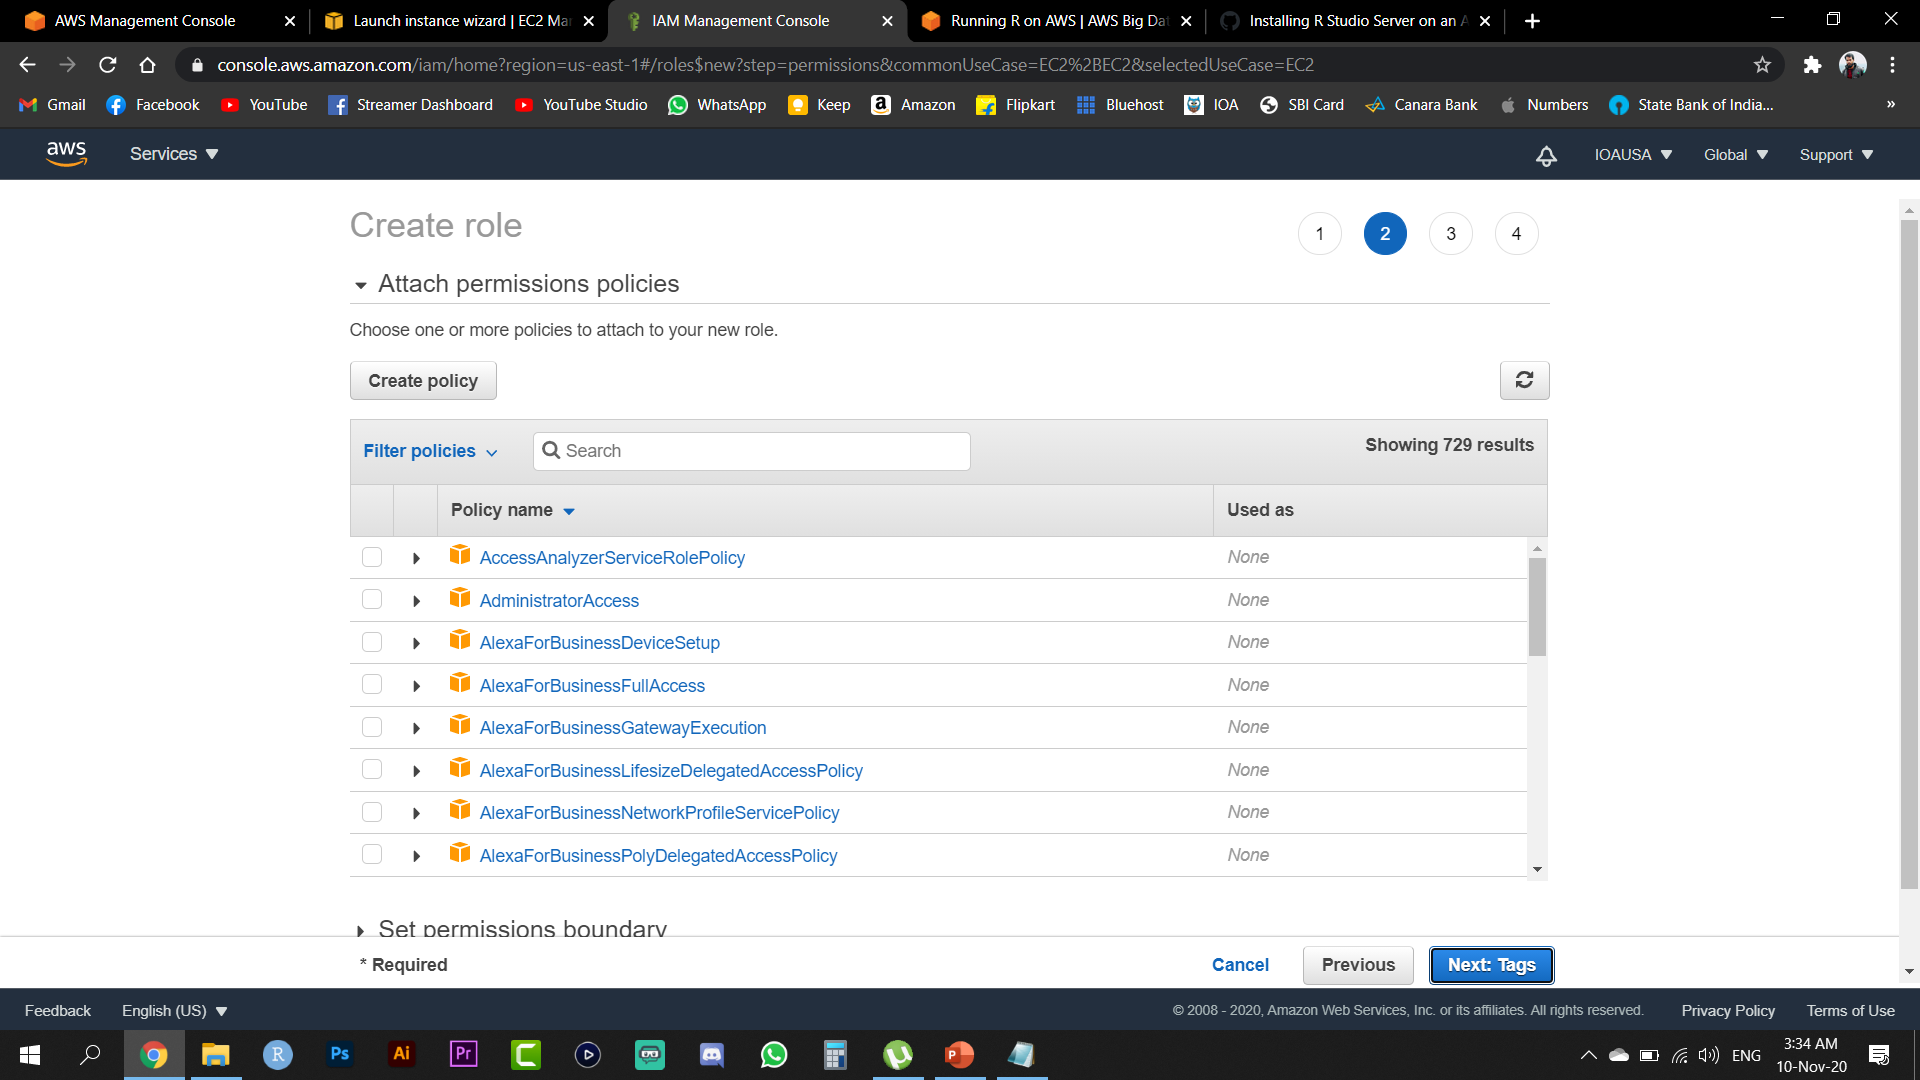 AWS Management Console
Launch instance wizard | EC2 Mar
IAM Management Console
Running R on AWS | AWS Big Dat
Installing R Studio Server on an A
console.aws.amazon.com/iam/home?region=us-east-1#/roles$new?step=permissions&commonUseCase=EC2%2BEC2&selectedUseCase=EC2
Gmail
Facebook
YouTube
Streamer Dashboard
YouTube Studio
WhatsApp
Keep
Amazon
Flipkart
Bluehost
IOA
SBI Card
Canara Bank
Numbers
State Bank of India...
»
aws
Services
IOAUSA
Global
Support
Create role
1
2
3
4
Attach permissions policies
Choose one or more policies to attach to your new role.
Create policy
Filter policies
Search
Showing 729 results
Policy name
Used as
AccessAnalyzerServiceRolePolicy
None
AdministratorAccess
None
AlexaForBusinessDeviceSetup
None
AlexaForBusinessFullAccess
None
AlexaForBusinessGatewayExecution
None
AlexaForBusinessLifesizeDelegatedAccessPolicy
None
AlexaForBusinessNetworkProfileServicePolicy
None
AlexaForBusinessPolyDelegatedAccessPolicy
None
Set permissions boundary
* Required
Cancel
Previous
Next: Tags
Feedback
English (US)
© 2008 - 2020, Amazon Web Services, Inc. or its affiliates. All rights reserved.
Privacy Policy
Terms of Use
R
Ps
Ai
Pr
C
P
ENG
3:34 AM
10-Nov-20